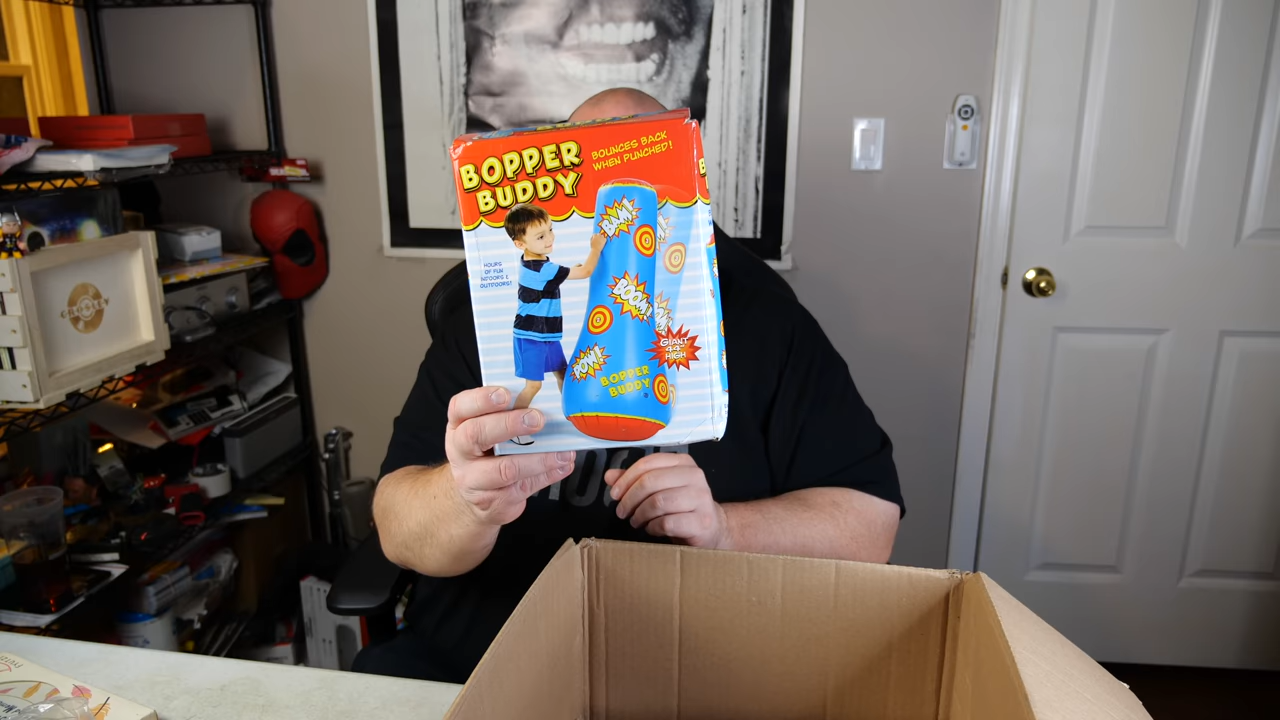 BOPPER
BUDDY
BOUNCES BACK
WHEN PUNCHED!
HOURS
OF FUN
INDOORS &
OUTDOORS!
BAM!
BOOM!
POW!
BOPPER
BUDDY
GIANT
44"
HIGH
CROSLEY